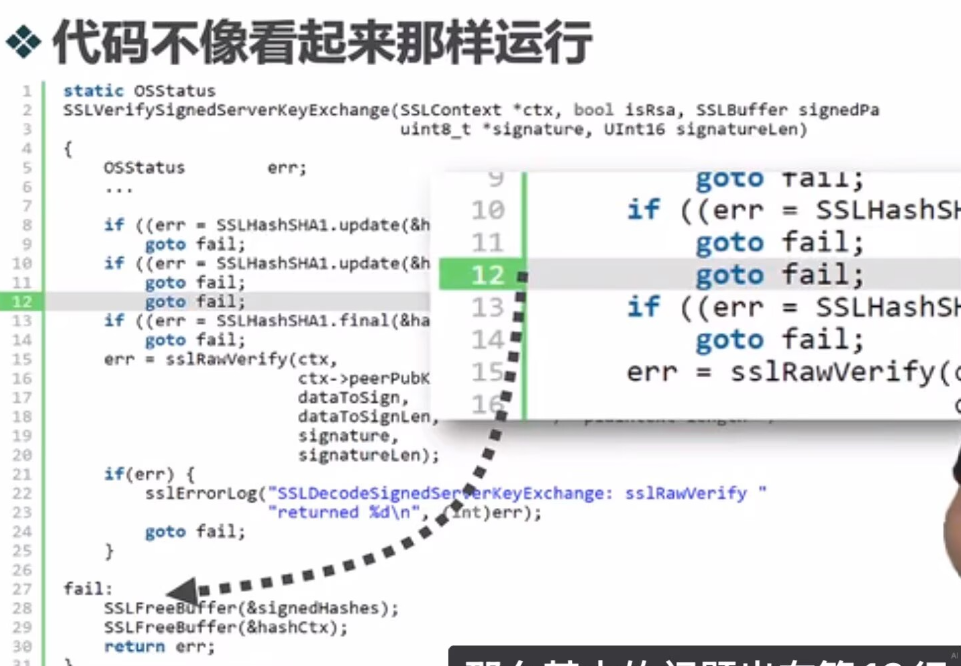 ❖ 代码不像看起来那样运行
1 static OSStatus
2 SSLVerifySignedServerKeyExchange(SSLContext *ctx, bool isRsa, SSLBuffer signedPa
3 uint8_t *signature, UInt16 signatureLen)
4 {
5 OSStatus err;
6 ...
7
8 if ((err = SSLHashSHA1.update(&h
9 goto fail;
10 if ((err = SSLHashSHA1.update(&h
11 goto fail;
12 goto fail;
13 if ((err = SSLHashSHA1.final(&ha
14 goto fail;
15 err = sslRawVerify(ctx,
16 ctx->peerPubK
17 dataToSign,
18 dataToSignLen,
19 signature,
20 signatureLen);
21 if(err) {
22 sslErrorLog("SSLDecodeSignedServerKeyExchange: sslRawVerify "
23 "returned %d\n", (int)err);
24 goto fail;
25 }
26
27 fail:
28 SSLFreeBuffer(&signedHashes);
29 SSLFreeBuffer(&hashCtx);
30 return err;
31 }
9 goto fail;
10 if ((err = SSLHashSH
11 goto fail;
12 goto fail;
13 if ((err = SSLHashSH
14 goto fail;
15 err = sslRawVerify(c
16 c